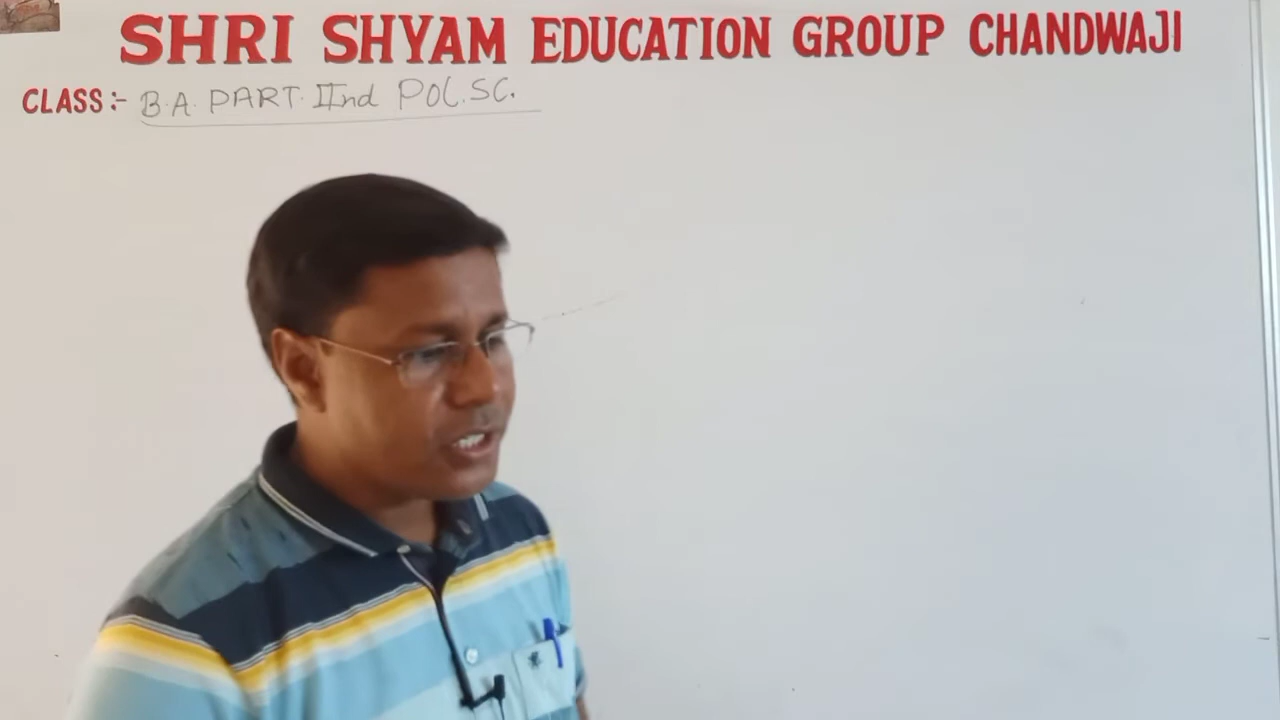 SHRI SHYAM EDUCATION GROUP CHANDWAJI
CLASS:- B.A. PART. IInd POL.SC.